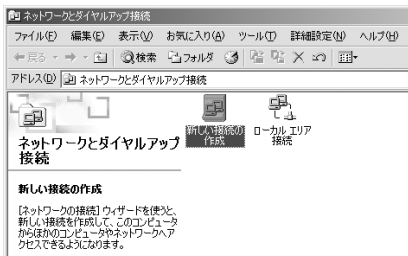 ネットワークとダイヤルアップ接続
ファイル(F) 編集(E) 表示(V) お気に入り(A) ツール(T) 詳細設定(N) ヘルプ(H)
戻る 検索 フォルダ
アドレス(D) ネットワークとダイヤルアップ接続
ネットワークとダイヤルアップ
接続
新しい接続の
作成
ローカル エリア
接続
新しい接続の作成
[ネットワークの接続] ウィザードを使うと、
新しい接続を作成して、このコンピュータ
からほかのコンピュータやネットワークへア
クセスできるようになります。